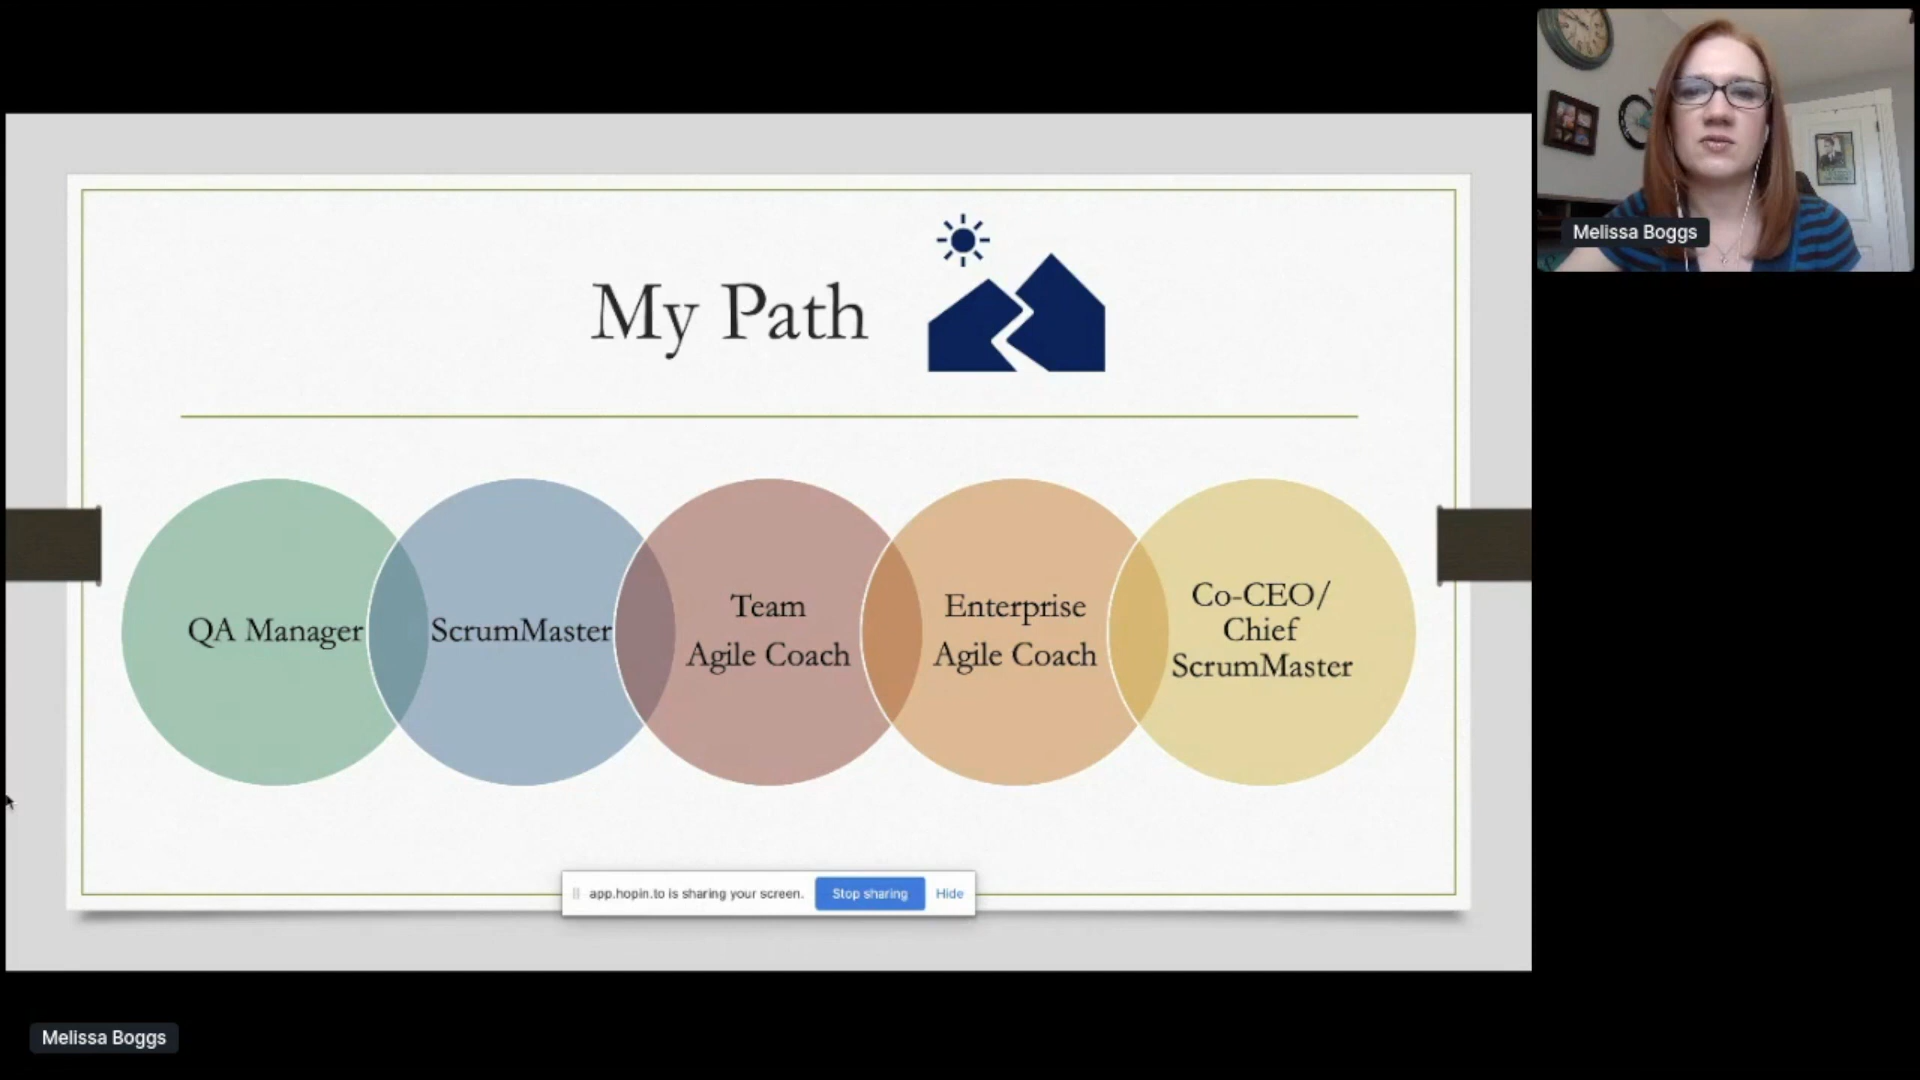 Melissa Boggs
My Path
QA Manager
ScrumMaster
Team
Agile Coach
Enterprise
Agile Coach
Co-CEO/
Chief
ScrumMaster
app.hopin.to is sharing your screen. Stop sharing Hide
Melissa Boggs